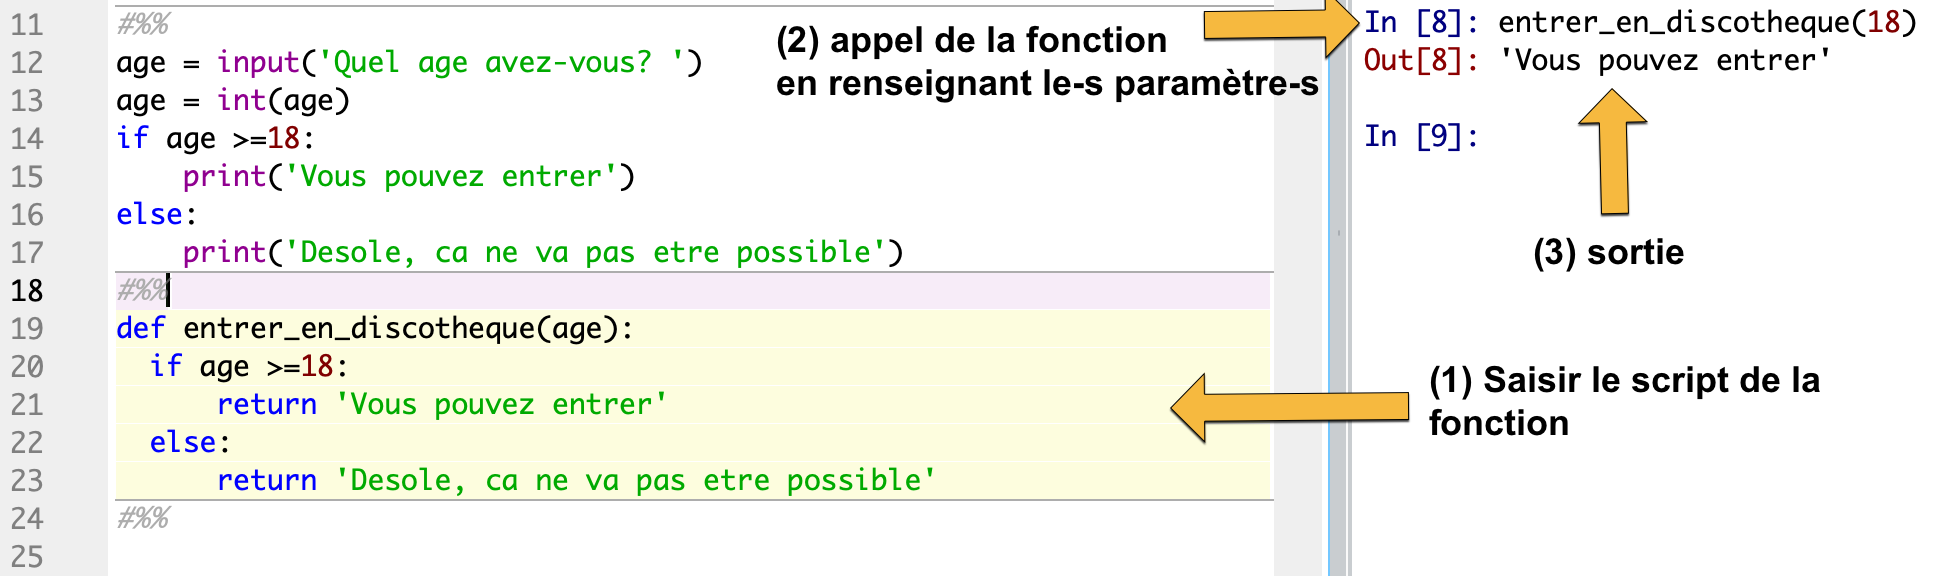 11 #%%
12 age = input('Quel age avez-vous? ')
13 age = int(age)
14 if age >=18:
15 print('Vous pouvez entrer')
16 else:
17 print('Desole, ca ne va pas etre possible')
18 #%%
19 def entrer_en_discotheque(age):
20 if age >=18:
21 return 'Vous pouvez entrer'
22 else:
23 return 'Desole, ca ne va pas etre possible'
24 #%%
25
(2) appel de la fonction
en renseignant le-s paramètre-s
In [8]: entrer_en_discotheque(18)
Out[8]: 'Vous pouvez entrer'
In [9]:
(3) sortie
(1) Saisir le script de la
fonction